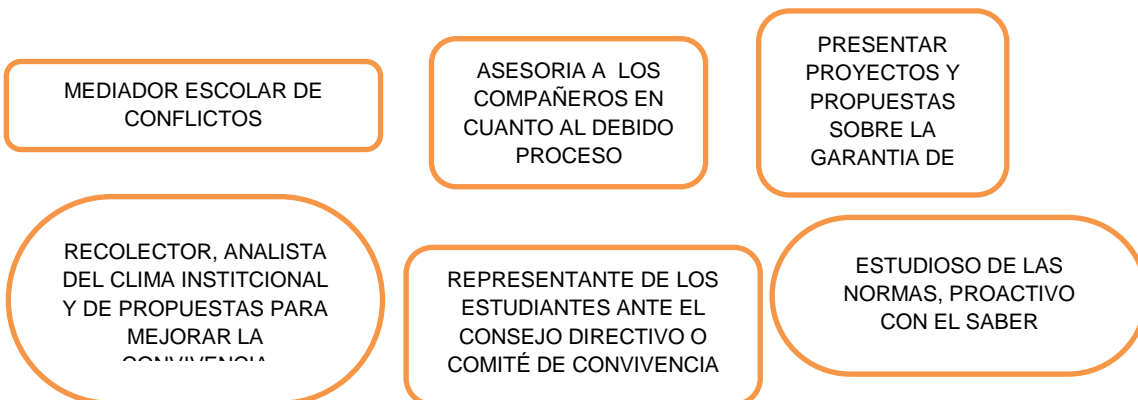 MEDIADOR ESCOLAR DE
CONFLICTOS
ASESORIA A LOS
COMPAÑEROS EN
CUANTO AL DEBIDO
PROCESO
PRESENTAR
PROYECTOS Y
PROPUESTAS
SOBRE LA
GARANTIA DE
RECOLECTOR, ANALISTA
DEL CLIMA INSTITCIONAL
Y DE PROPUESTAS PARA
MEJORAR LA
CONVIVENCIA
REPRESENTANTE DE LOS
ESTUDIANTES ANTE EL
CONSEJO DIRECTIVO O
COMITÉ DE CONVIVENCIA
ESTUDIOSO DE LAS
NORMAS, PROACTIVO
CON EL SABER